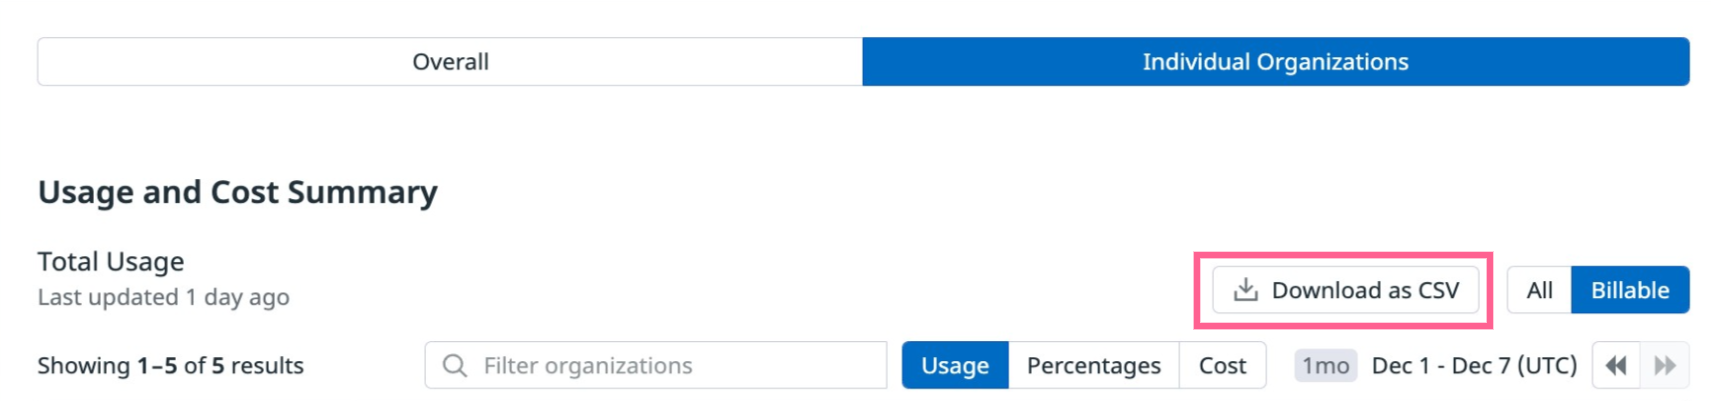 Overall
Individual Organizations
Usage and Cost Summary
Total Usage
Last updated 1 day ago
Download as CSV
All
Billable
Showing 1–5 of 5 results
Filter organizations
Usage
Percentages
Cost
1mo
Dec 1 - Dec 7 (UTC)